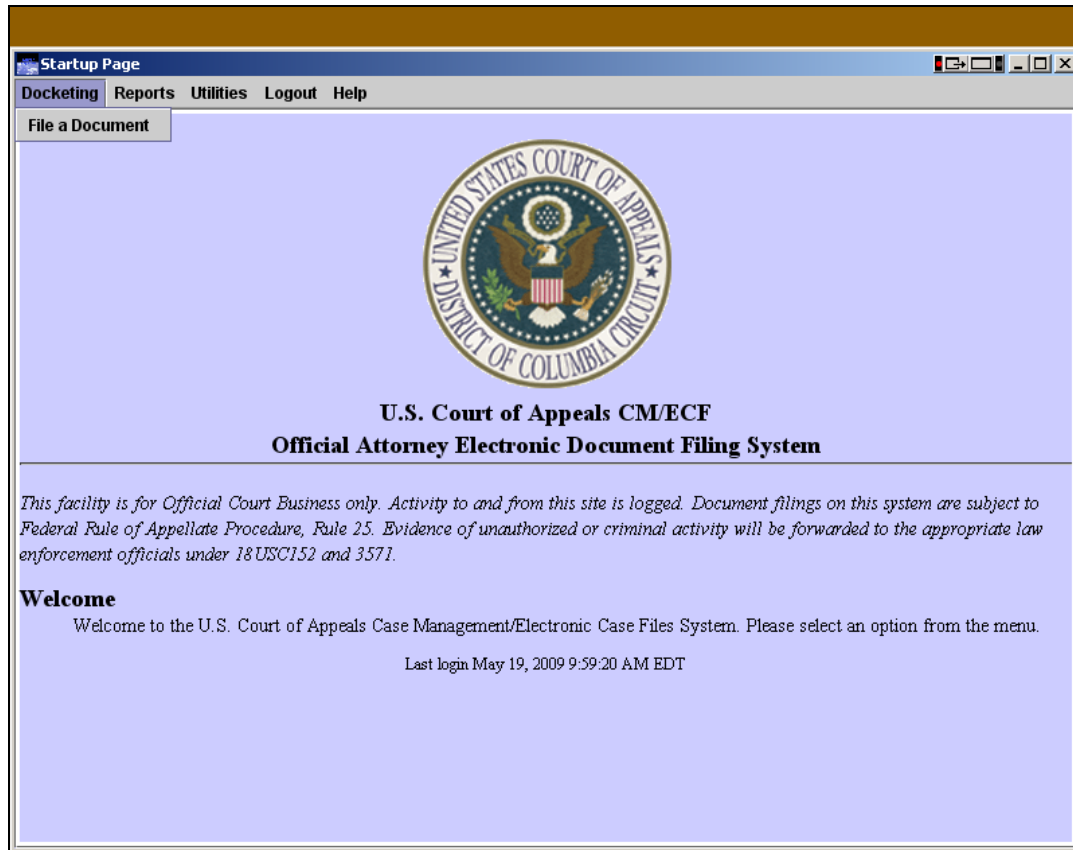 Startup Page
Docketing Reports Utilities Logout Help
File a Document
UNITED STATES COURT OF APPEALS
DISTRICT OF COLUMBIA CIRCUIT
U.S. Court of Appeals CM/ECF
Official Attorney Electronic Document Filing System
This facility is for Official Court Business only. Activity to and from this site is logged. Document filings on this system are subject to
Federal Rule of Appellate Procedure, Rule 25. Evidence of unauthorized or criminal activity will be forwarded to the appropriate law
enforcement officials under 18 USC152 and 3571.
Welcome
Welcome to the U.S. Court of Appeals Case Management/Electronic Case Files System. Please select an option from the menu.
Last login May 19, 2009 9:59:20 AM EDT